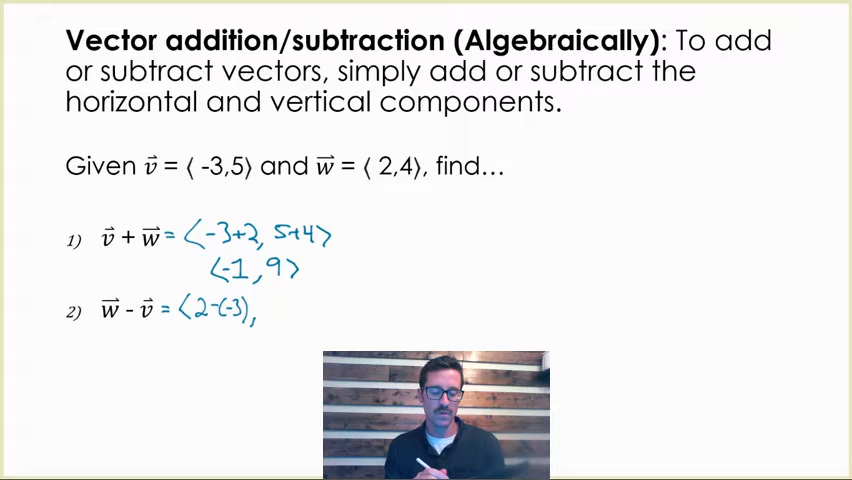 Vector addition/subtraction (Algebraically): To add
or subtract vectors, simply add or subtract the
horizontal and vertical components.
Given v⃗ = ⟨ -3,5⟩ and w⃗ = ⟨ 2,4⟩, find…
1) v⃗ + w⃗ = ⟨-3+2, 5+4⟩
⟨-1, 9⟩
2) w⃗ - v⃗ = ⟨2-(-3),